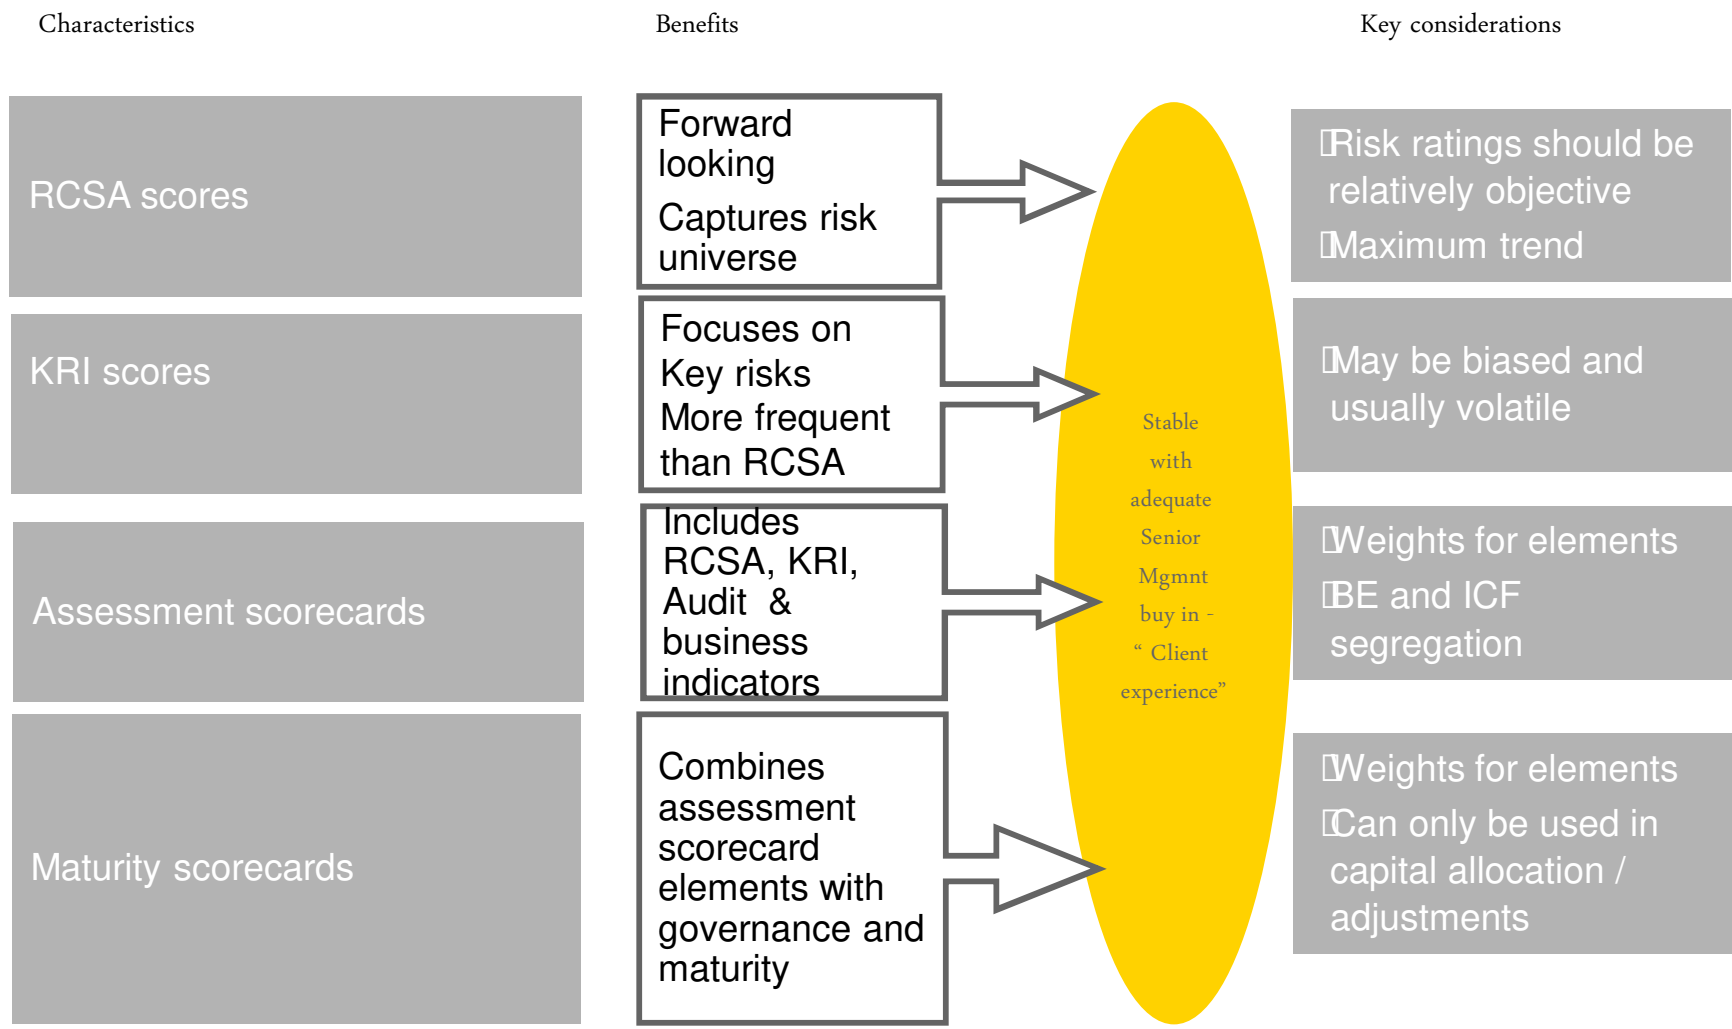 Characteristics
Benefits
Key considerations
RCSA scores
Forward
looking
Captures risk
universe
Risk ratings should be
relatively objective
Maximum trend
KRI scores
Focuses on
Key risks
More frequent
than RCSA
May be biased and
usually volatile
Assessment scorecards
Includes
RCSA, KRI,
Audit &
business
indicators
Weights for elements
BE and ICF
segregation
Maturity scorecards
Combines
assessment
scorecard
elements with
governance and
maturity
Stable
with
adequate
Senior
Mgmnt
buy in -
“ Client
experience”
Weights for elements
Can only be used in
capital allocation /
adjustments